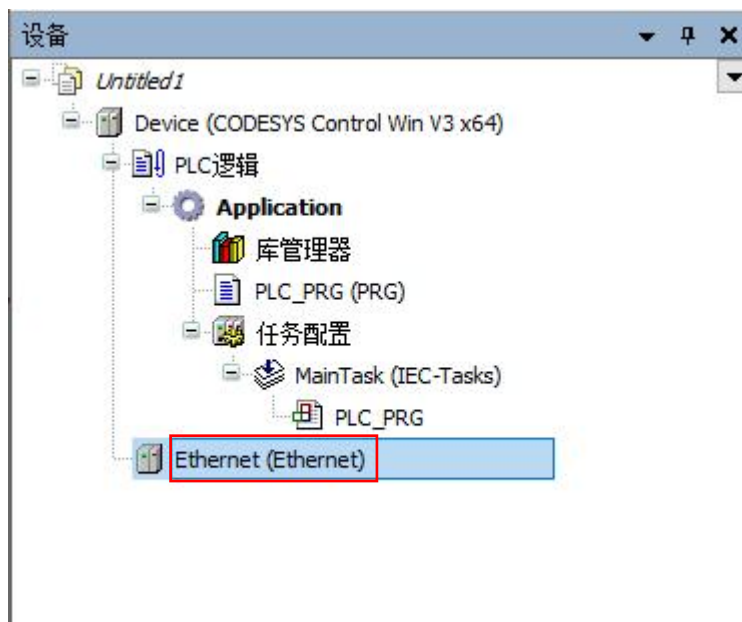 设备
Untitled1
Device (CODESYS Control Win V3 x64)
PLC逻辑
Application
库管理器
PLC_PRG (PRG)
任务配置
MainTask (IEC-Tasks)
PLC_PRG
Ethernet (Ethernet)